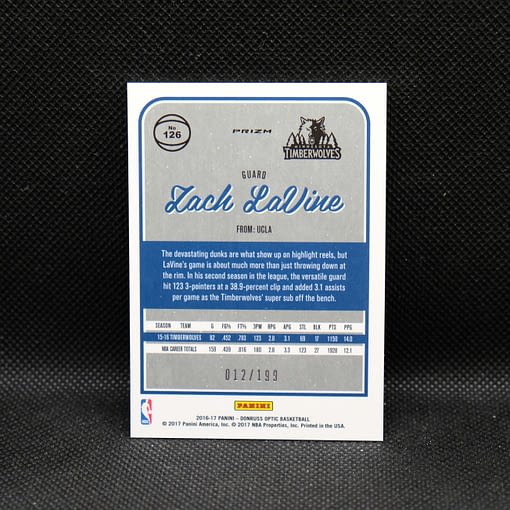 No.
126
PRIZM
MINNESOTA
TIMBERWOLVES
GUARD
Zach LaVine
FROM: UCLA
The devastating dunks are what show up on highlight reels, but
LaVine's game is about much more than just throwing down at
the rim. In his second season in the league, the versatile guard
hit 123 3-pointers at a 38.9-percent clip and added 3.1 assists
per game as the Timberwolves' super sub off the bench.
SEASON TEAM G FG% FT% 3PM RPG APG STL BLK PTS PPG
15-16 TIMBERWOLVES 82 .452 .793 123 2.8 3.1 69 17 1150 14.0
NBA CAREER TOTALS 159 .439 .816 180 2.8 3.3 123 27 1928 12.1
012/199
PANINI
2016-17 PANINI - DONRUSS OPTIC BASKETBALL
© 2017 Panini America, Inc. © 2017 NBA Properties, Inc. Printed in the USA.